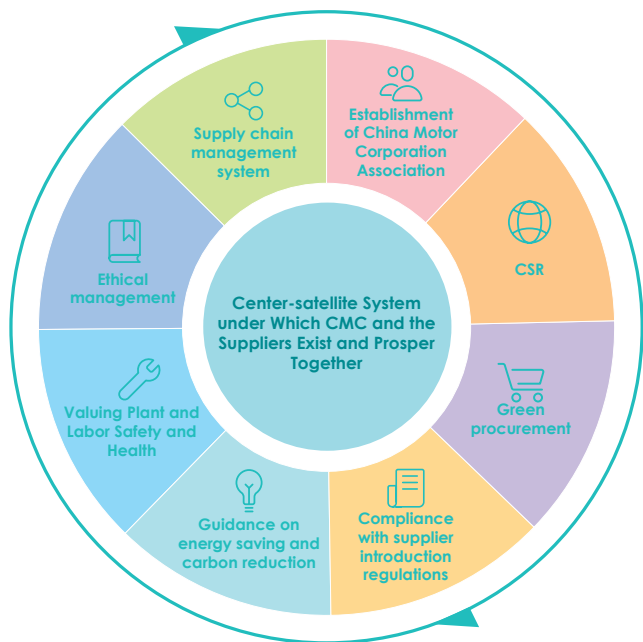 Establishment
of China Motor
Corporation
Association
CSR
Green
procurement
Compliance
with supplier
introduction
regulations
Guidance on
energy saving and
carbon reduction
Valuing Plant and
Labor Safety and
Health
Ethical
management
Supply chain
management
system
Center-satellite System
under Which CMC and the
Suppliers Exist and Prosper
Together